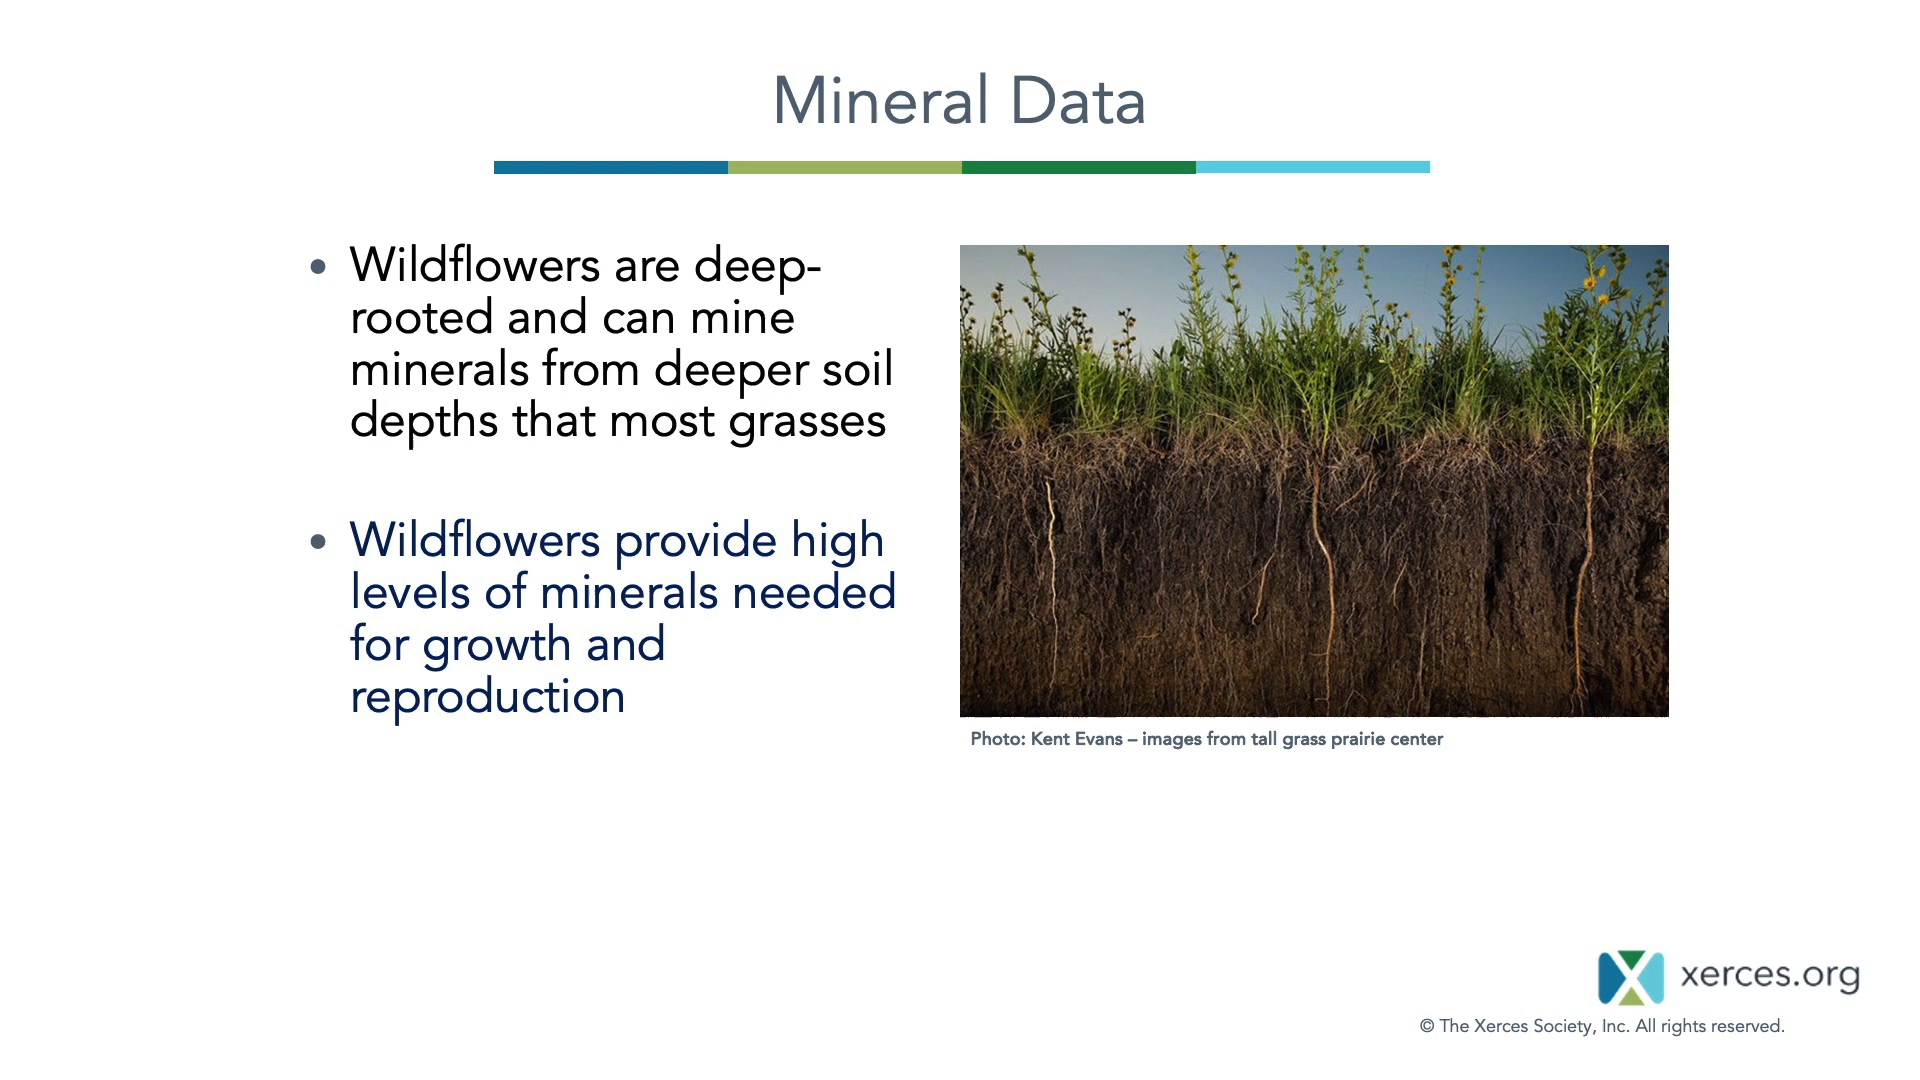 Mineral Data
• Wildflowers are deep-
rooted and can mine
minerals from deeper soil
depths that most grasses
• Wildflowers provide high
levels of minerals needed
for growth and
reproduction
Photo: Kent Evans – images from tall grass prairie center
xerces.org
© The Xerces Society, Inc. All rights reserved.